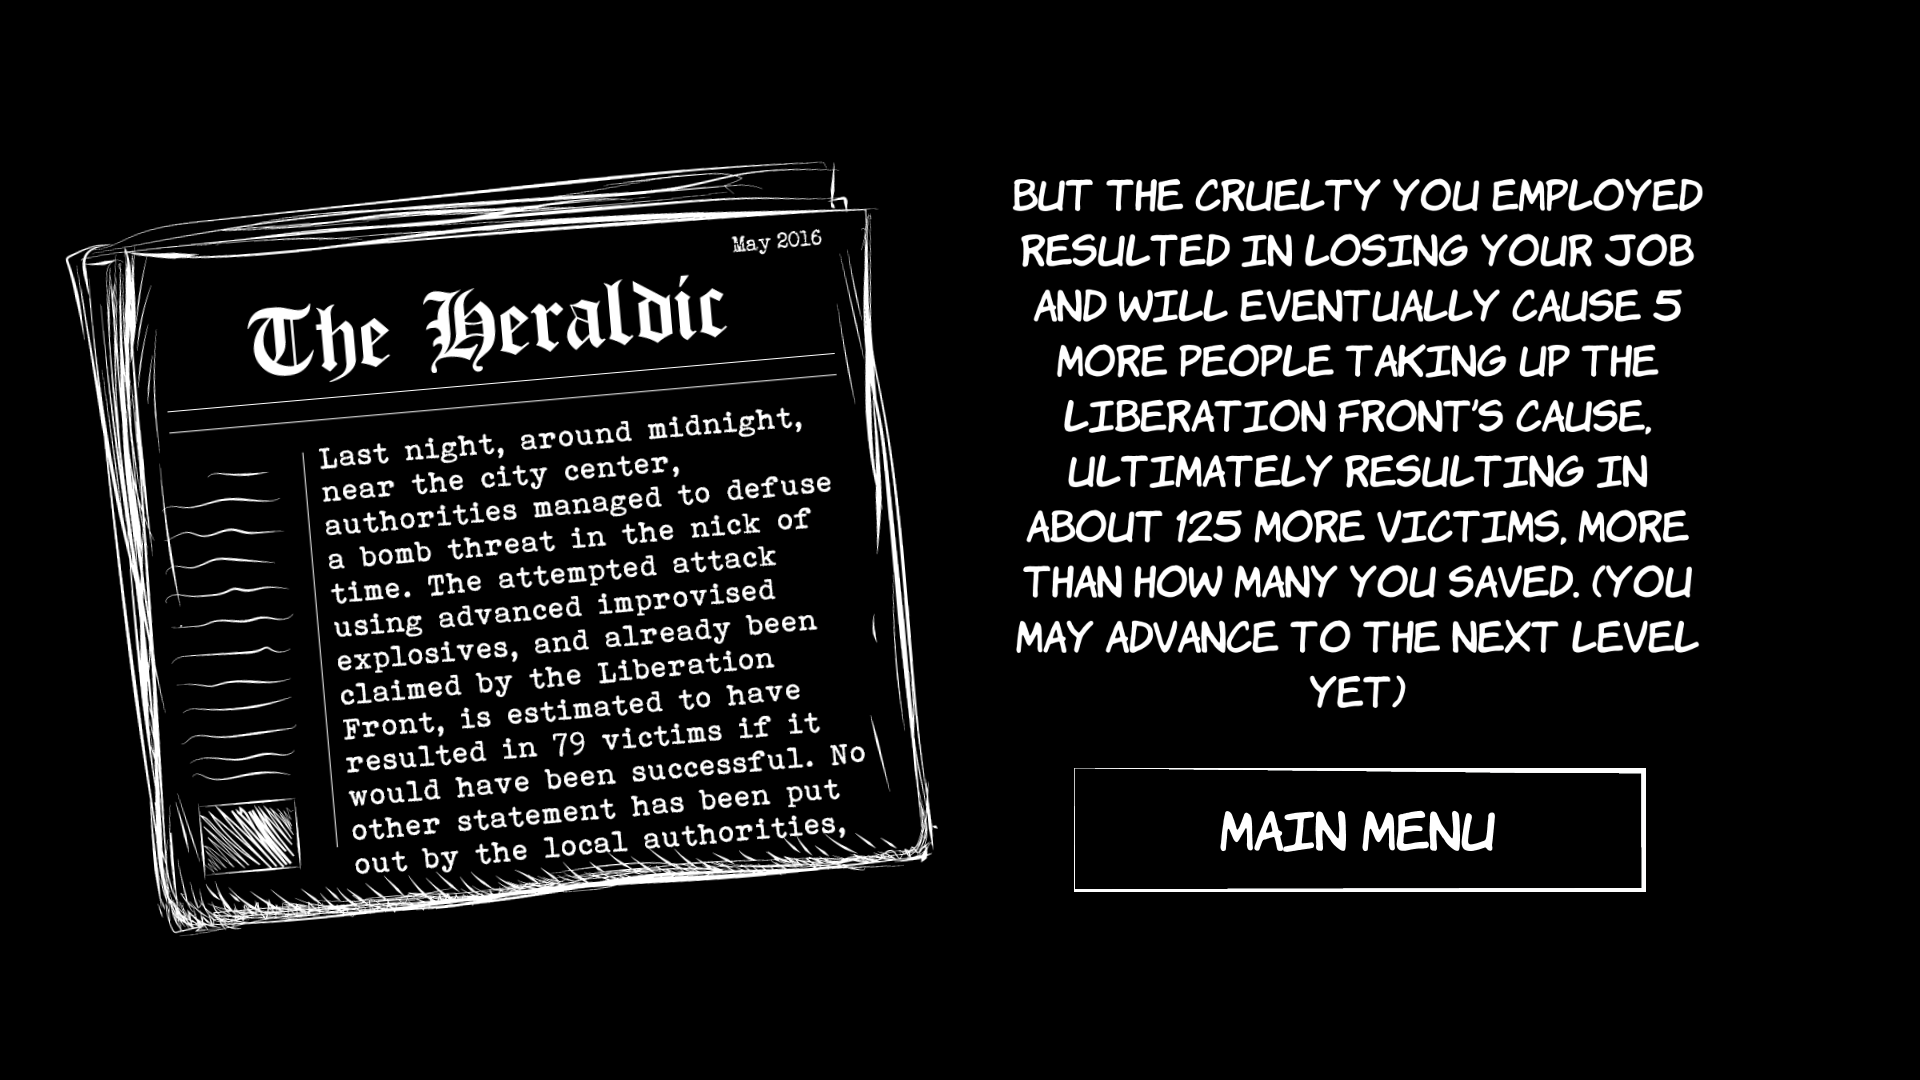 May 2016
The Heraldic
Last night, around midnight,
near the city center,
authorities managed to defuse
a bomb threat in the nick of
time. The attempted attack
using advanced improvised
explosives, and already been
claimed by the Liberation
Front, is estimated to have
resulted in 79 victims if it
would have been successful. No
other statement has been put
out by the local authorities,
BUT THE CRUELTY YOU EMPLOYED
RESULTED IN LOSING YOUR JOB
AND WILL EVENTUALLY CAUSE 5
MORE PEOPLE TAKING UP THE
LIBERATION FRONT'S CAUSE,
ULTIMATELY RESULTING IN
ABOUT 125 MORE VICTIMS, MORE
THAN HOW MANY YOU SAVED. (YOU
MAY ADVANCE TO THE NEXT LEVEL
YET)
MAIN MENU